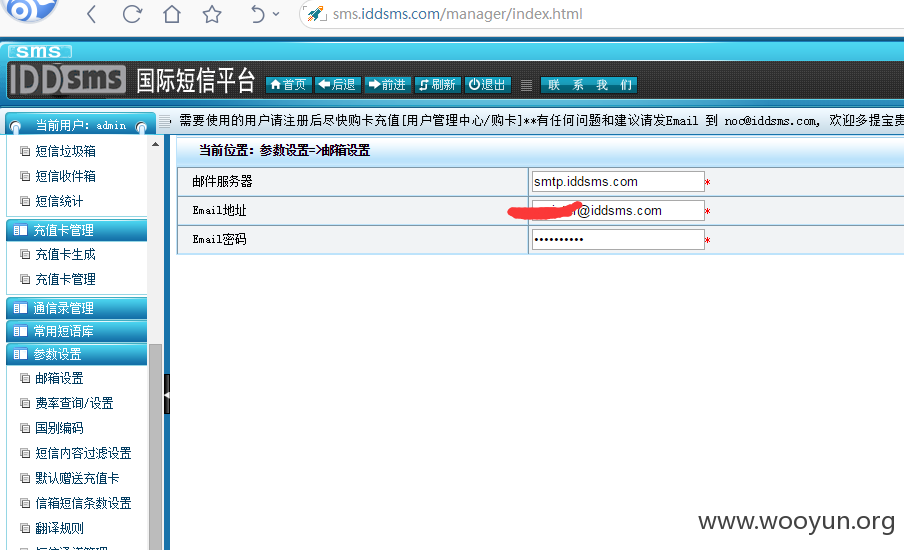 sms.iddsms.com/manager/index.html
sms
IDDsms 国际短信平台 首页 后退 前进 刷新 退出 联 系 我 们
当前用户: admin
需要使用的用户请注册后尽快购卡充值[用户管理中心/购卡]**有任何问题和建议请发Email 到 noc@iddsms.com, 欢迎多提宝贵
当前位置: 参数设置=>邮箱设置
短信垃圾箱
短信收件箱
短信统计
充值卡管理
充值卡生成
充值卡管理
通信录管理
常用短语库
参数设置
邮箱设置
费率查询/设置
国别编码
短信内容过滤设置
默认赠送充值卡
信箱短信条数设置
翻译规则
邮件服务器 smtp.iddsms.com *
Email地址 @iddsms.com *
Email密码 •••••••••• *
www.wooyun.org